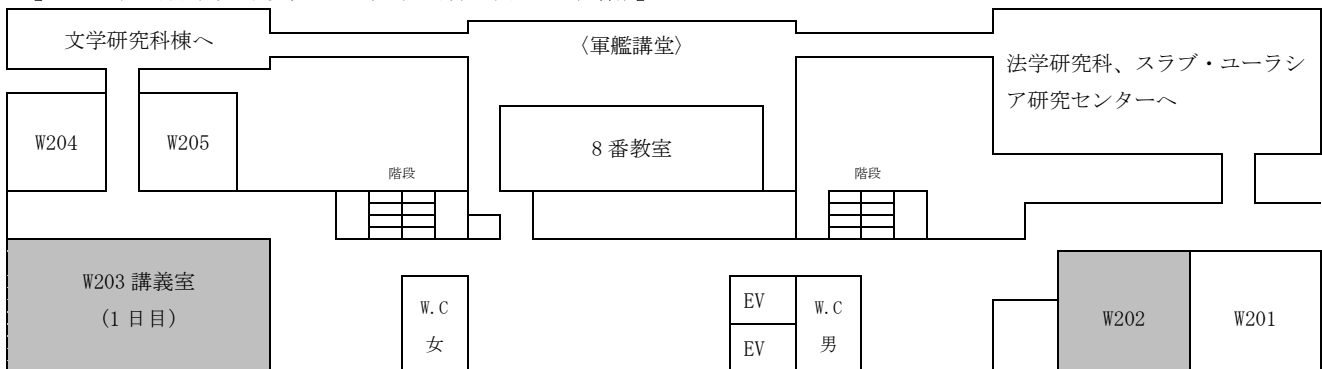 文学研究科棟へ
〈軍艦講堂〉
法学研究科、スラブ・ユーラシ
ア研究センターへ
W204
W205
8 番教室
階段
階段
W203 講義室
(1 日目)
W.C
女
EV
EV
W.C
男
W202
W201